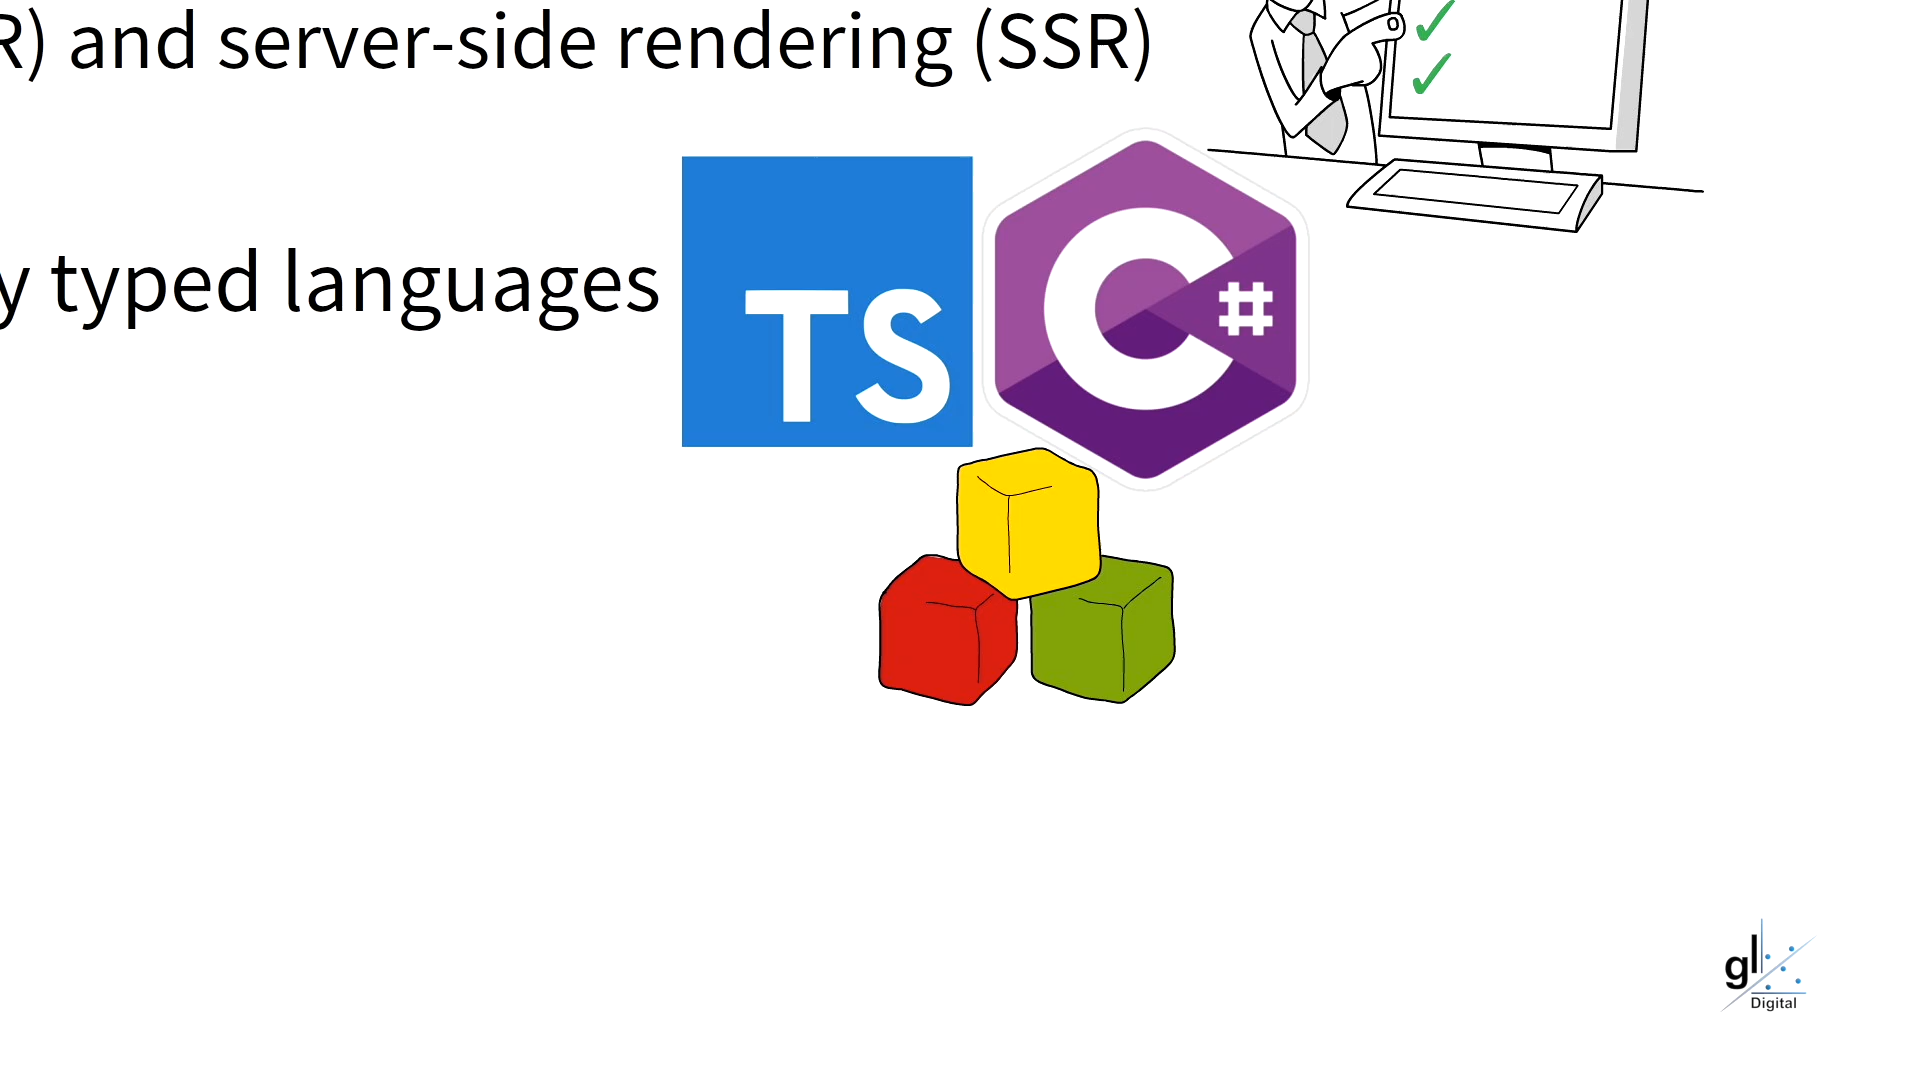 R) and server-side rendering (SSR)
y typed languages
TS
C#
gl
Digital